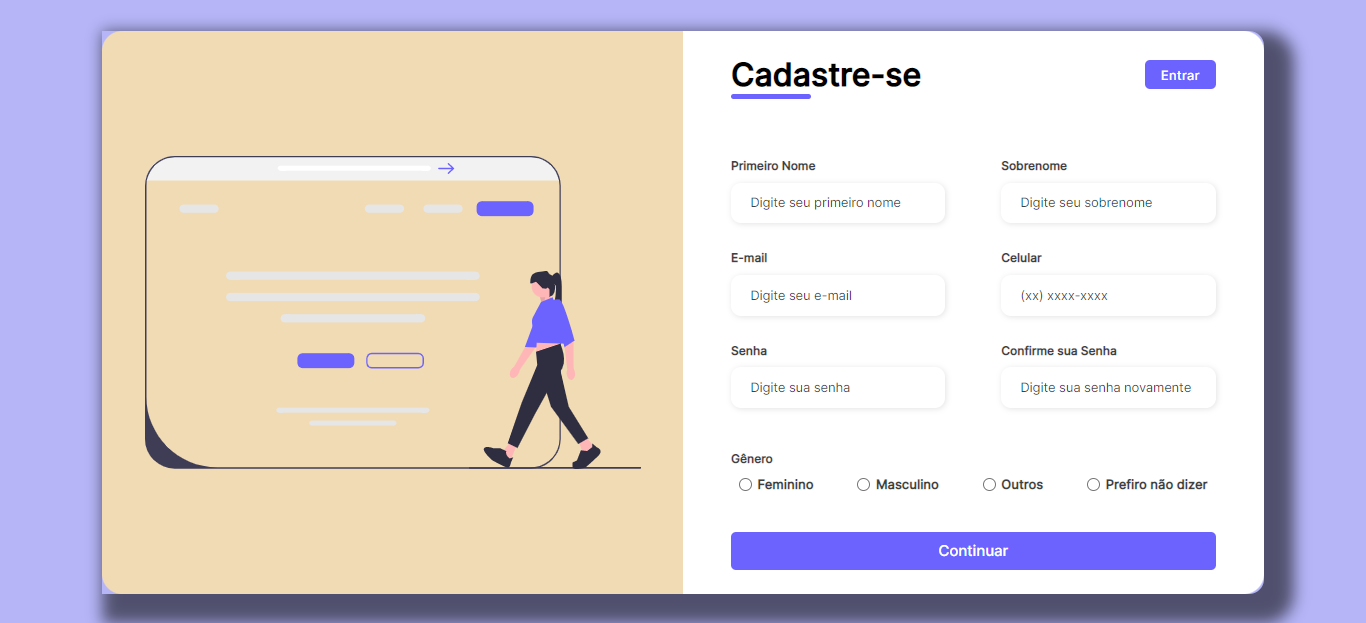 Cadastre-se
Entrar
Primeiro Nome
Sobrenome
Digite seu primeiro nome
Digite seu sobrenome
E-mail
Celular
Digite seu e-mail
(xx) xxxx-xxxx
Senha
Confirme sua Senha
Digite sua senha
Digite sua senha novamente
Gênero
Feminino
Masculino
Outros
Prefiro não dizer
Continuar